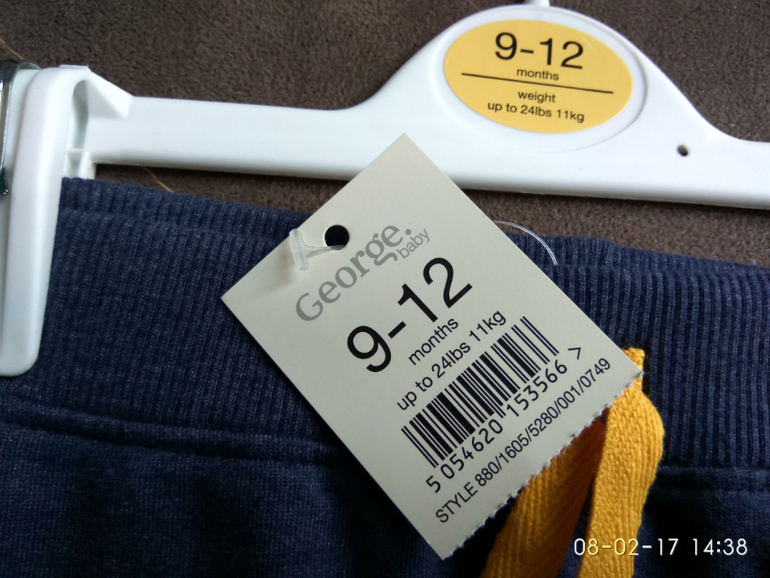 9-12
months
weight
up to 24lbs 11kg
George.
baby
9-12
months
up to 24lbs 11kg
5 054620 153566 >
STYLE 880/1605/5280/001/0749
08-02-17 14:38